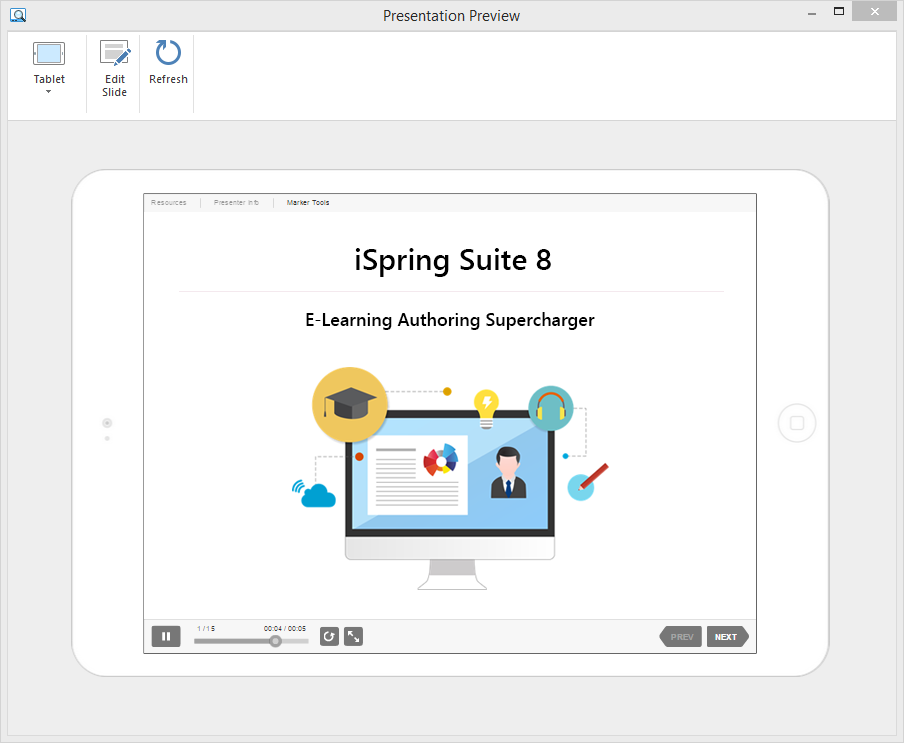 Presentation Preview
Tablet
Edit
Slide
Refresh
Resources
Presenter Info
Marker Tools
iSpring Suite 8
E-Learning Authoring Supercharger
1 / 15
00:04 / 00:05
PREV
NEXT